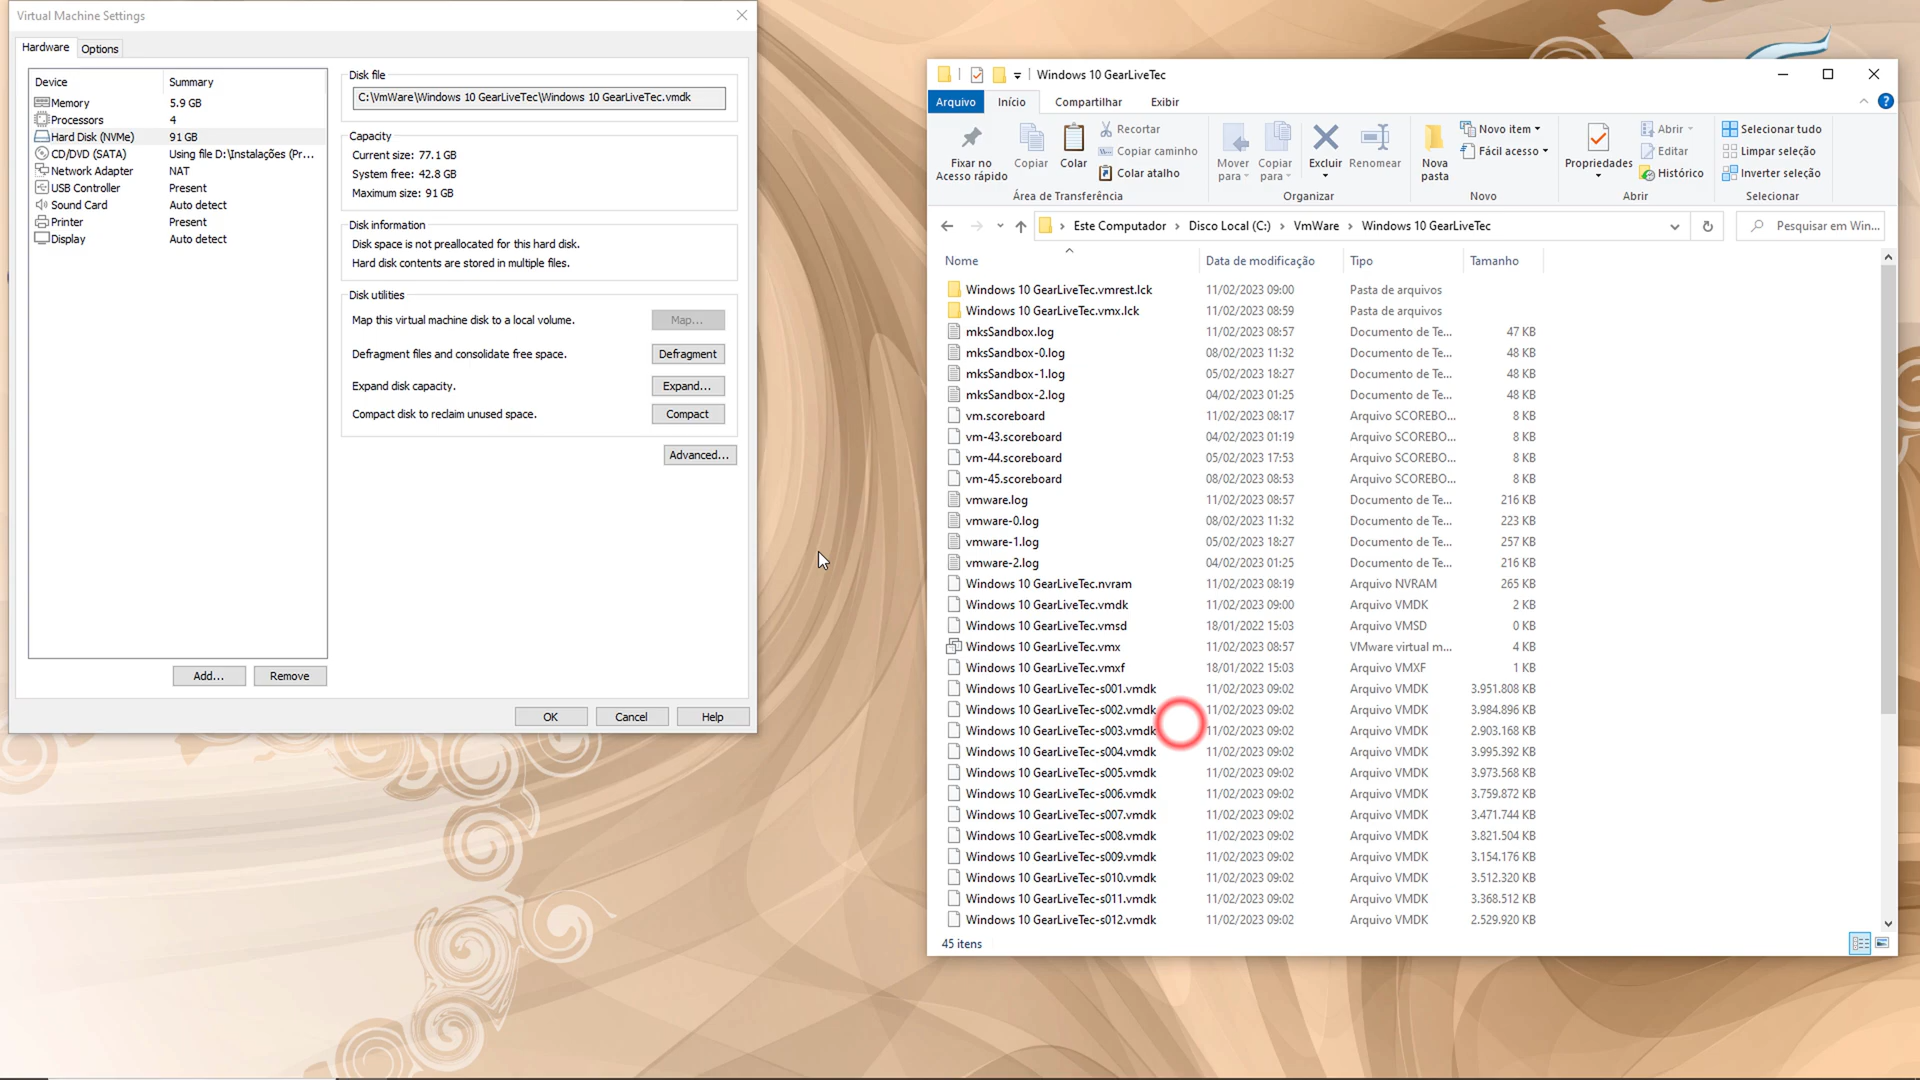 Virtual Machine Settings
Hardware Options
Device Summary
Memory 5.9 GB
Processors 4
Hard Disk (NVMe) 91 GB
CD/DVD (SATA) Using file D:\Instalações (Pr...
Network Adapter NAT
USB Controller Present
Sound Card Auto detect
Printer Present
Display Auto detect
Add... Remove
Disk file
C:\VmWare\Windows 10 GearLiveTec\Windows 10 GearLiveTec.vmdk
Capacity
Current size: 77.1 GB
System free: 42.8 GB
Maximum size: 91 GB
Disk information
Disk space is not preallocated for this hard disk.
Hard disk contents are stored in multiple files.
Disk utilities
Map this virtual machine disk to a local volume. Map...
Defragment files and consolidate free space. Defragment
Expand disk capacity. Expand...
Compact disk to reclaim unused space. Compact
Advanced...
OK Cancel Help
Windows 10 GearLiveTec
Arquivo Início Compartilhar Exibir
Fixar no
Acesso rápido
Copiar
Colar
Recortar
Copiar caminho
Colar atalho
Área de Transferência
Mover
para
Copiar
para
Excluir
Renomear
Organizar
Nova
pasta
Novo item
Fácil acesso
Novo
Propriedades
Abrir
Editar
Histórico
Abrir
Selecionar tudo
Limpar seleção
Inverter seleção
Selecionar
Este Computador > Disco Local (C:) > VmWare > Windows 10 GearLiveTec
Pesquisar em Win...
Nome Data de modificação Tipo Tamanho
Windows 10 GearLiveTec.vmrest.lck 11/02/2023 09:00 Pasta de arquivos
Windows 10 GearLiveTec.vmx.lck 11/02/2023 08:59 Pasta de arquivos
mksSandbox.log 11/02/2023 08:57 Documento de Te... 47 KB
mksSandbox-0.log 08/02/2023 11:32 Documento de Te... 48 KB
mksSandbox-1.log 05/02/2023 18:27 Documento de Te... 48 KB
mksSandbox-2.log 04/02/2023 01:25 Documento de Te... 48 KB
vm.scoreboard 11/02/2023 08:17 Arquivo SCOREBO... 8 KB
vm-43.scoreboard 04/02/2023 01:19 Arquivo SCOREBO... 8 KB
vm-44.scoreboard 05/02/2023 17:53 Arquivo SCOREBO... 8 KB
vm-45.scoreboard 08/02/2023 08:53 Arquivo SCOREBO... 8 KB
vmware.log 11/02/2023 08:57 Documento de Te... 216 KB
vmware-0.log 08/02/2023 11:32 Documento de Te... 223 KB
vmware-1.log 05/02/2023 18:27 Documento de Te... 257 KB
vmware-2.log 04/02/2023 01:25 Documento de Te... 216 KB
Windows 10 GearLiveTec.nvram 11/02/2023 08:19 Arquivo NVRAM 265 KB
Windows 10 GearLiveTec.vmdk 11/02/2023 09:00 Arquivo VMDK 2 KB
Windows 10 GearLiveTec.vmsd 18/01/2022 15:03 Arquivo VMSD 0 KB
Windows 10 GearLiveTec.vmx 11/02/2023 08:57 VMware virtual m... 4 KB
Windows 10 GearLiveTec.vmxf 18/01/2022 15:03 Arquivo VMXF 1 KB
Windows 10 GearLiveTec-s001.vmdk 11/02/2023 09:02 Arquivo VMDK 3.951.808 KB
Windows 10 GearLiveTec-s002.vmdk 11/02/2023 09:02 Arquivo VMDK 3.984.896 KB
Windows 10 GearLiveTec-s003.vmdk 11/02/2023 09:02 Arquivo VMDK 2.903.168 KB
Windows 10 GearLiveTec-s004.vmdk 11/02/2023 09:02 Arquivo VMDK 3.995.392 KB
Windows 10 GearLiveTec-s005.vmdk 11/02/2023 09:02 Arquivo VMDK 3.973.568 KB
Windows 10 GearLiveTec-s006.vmdk 11/02/2023 09:02 Arquivo VMDK 3.759.872 KB
Windows 10 GearLiveTec-s007.vmdk 11/02/2023 09:02 Arquivo VMDK 3.471.744 KB
Windows 10 GearLiveTec-s008.vmdk 11/02/2023 09:02 Arquivo VMDK 3.821.504 KB
Windows 10 GearLiveTec-s009.vmdk 11/02/2023 09:02 Arquivo VMDK 3.154.176 KB
Windows 10 GearLiveTec-s010.vmdk 11/02/2023 09:02 Arquivo VMDK 3.512.320 KB
Windows 10 GearLiveTec-s011.vmdk 11/02/2023 09:02 Arquivo VMDK 3.368.512 KB
Windows 10 GearLiveTec-s012.vmdk 11/02/2023 09:02 Arquivo VMDK 2.529.920 KB
45 itens